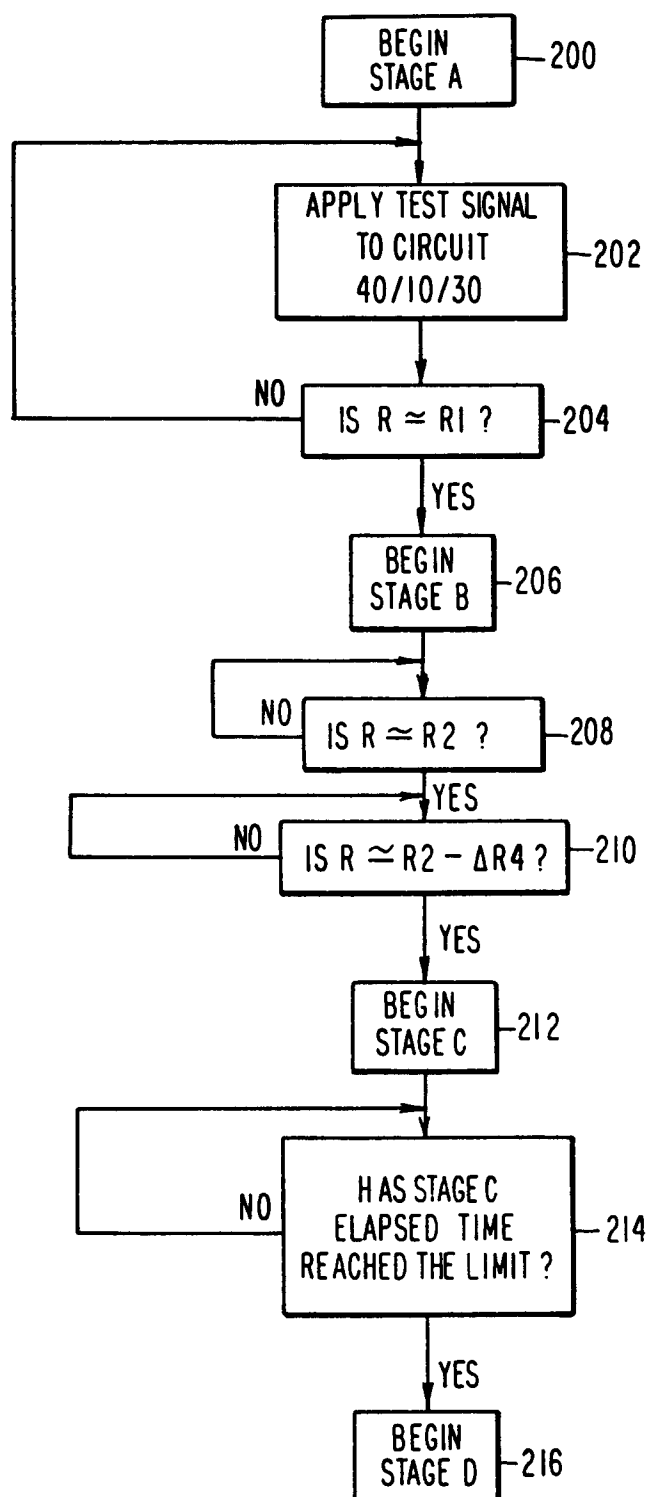 BEGIN
STAGE A
200
APPLY TEST SIGNAL
TO CIRCUIT
40/10/30
202
NO
IS R ≃ R1 ?
204
YES
BEGIN
STAGE B
206
NO
IS R ≃ R2 ?
208
YES
NO
IS R ≃ R2 - ΔR4 ?
210
YES
BEGIN
STAGE C
212
NO
HAS STAGE C
ELAPSED TIME
REACHED THE LIMIT ?
214
YES
BEGIN
STAGE D
216